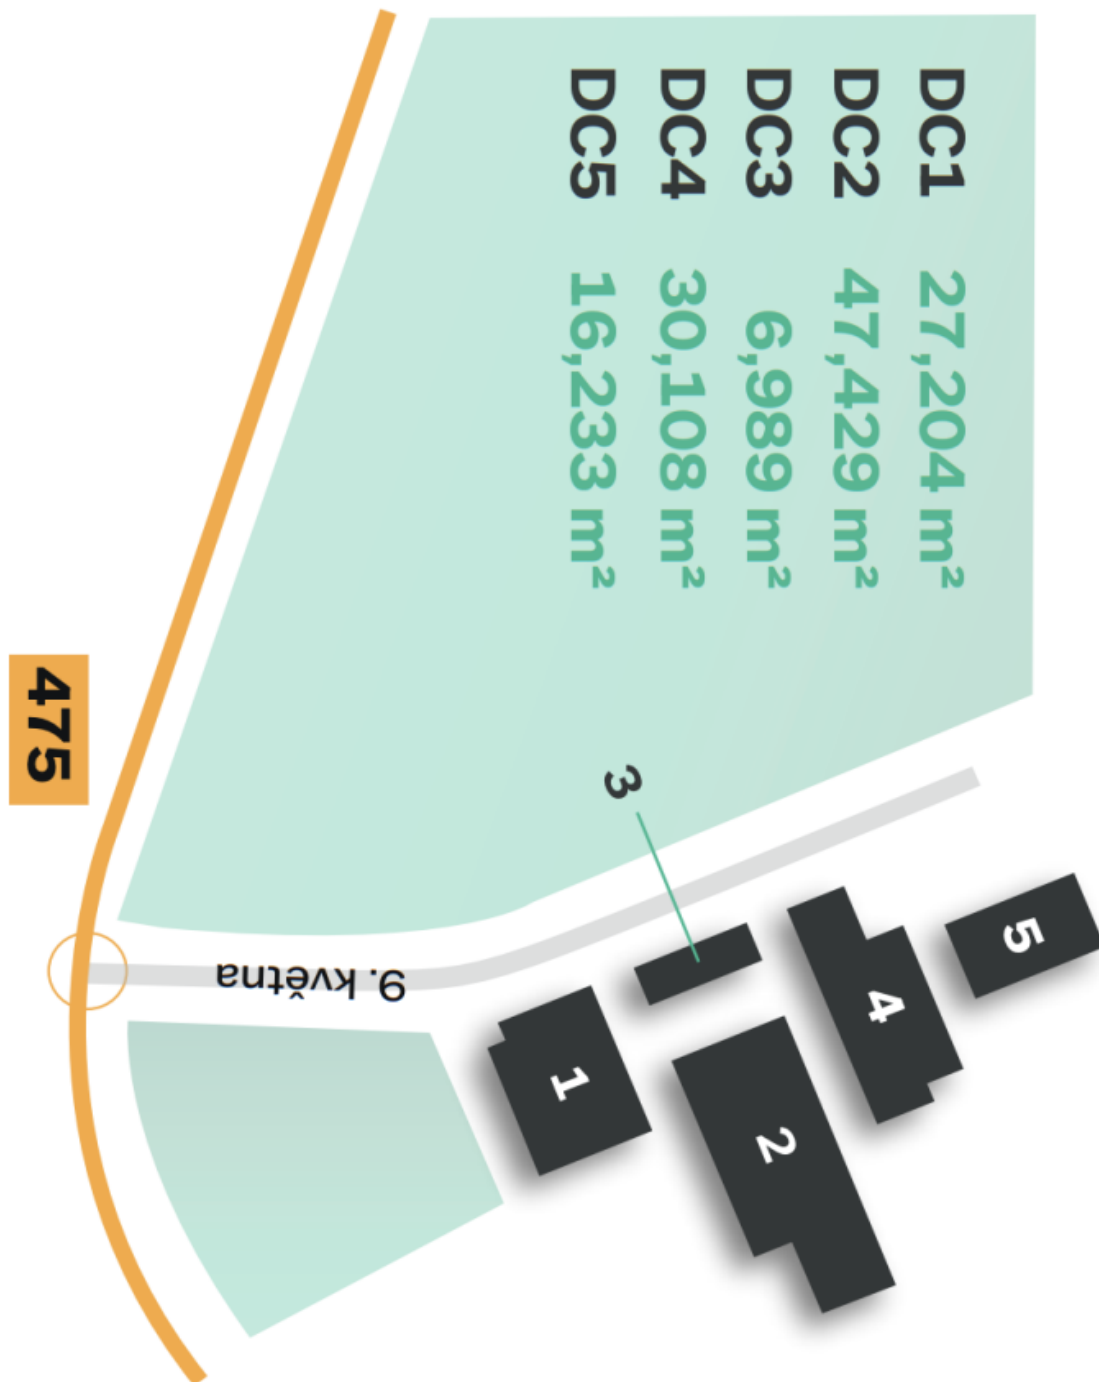 DC1 27,204 m²
DC2 47,429 m²
DC3 6,989 m²
DC4 30,108 m²
DC5 16,233 m²
475
9. května
3
5
4
1
2